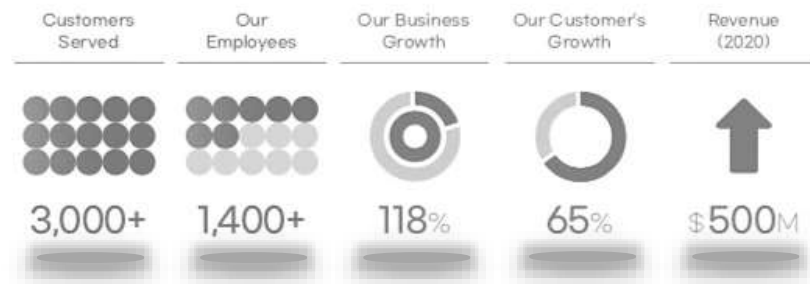 Customers
Served
Our
Employees
Our Business
Growth
Our Customer's
Growth
Revenue
(2020)
3,000+
1,400+
118%
65%
$500M